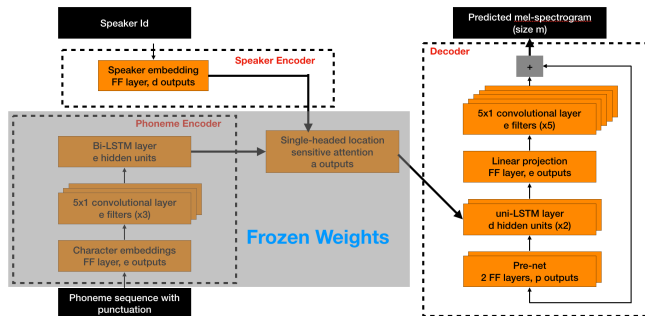 Speaker Id
Speaker Encoder
Speaker embedding
FF layer, d outputs
Phoneme Encoder
Bi-LSTM layer
e hidden units
5x1 convolutional layer
e filters (x3)
Character embeddings
FF layer, e outputs
Phoneme sequence with
punctuation
Single-headed location
sensitive attention
a outputs
Frozen Weights
Predicted mel-spectrogram
(size m)
Decoder
+
5x1 convolutional layer
e filters (x5)
Linear projection
FF layer, e outputs
uni-LSTM layer
d hidden units (x2)
Pre-net
2 FF layers, p outputs